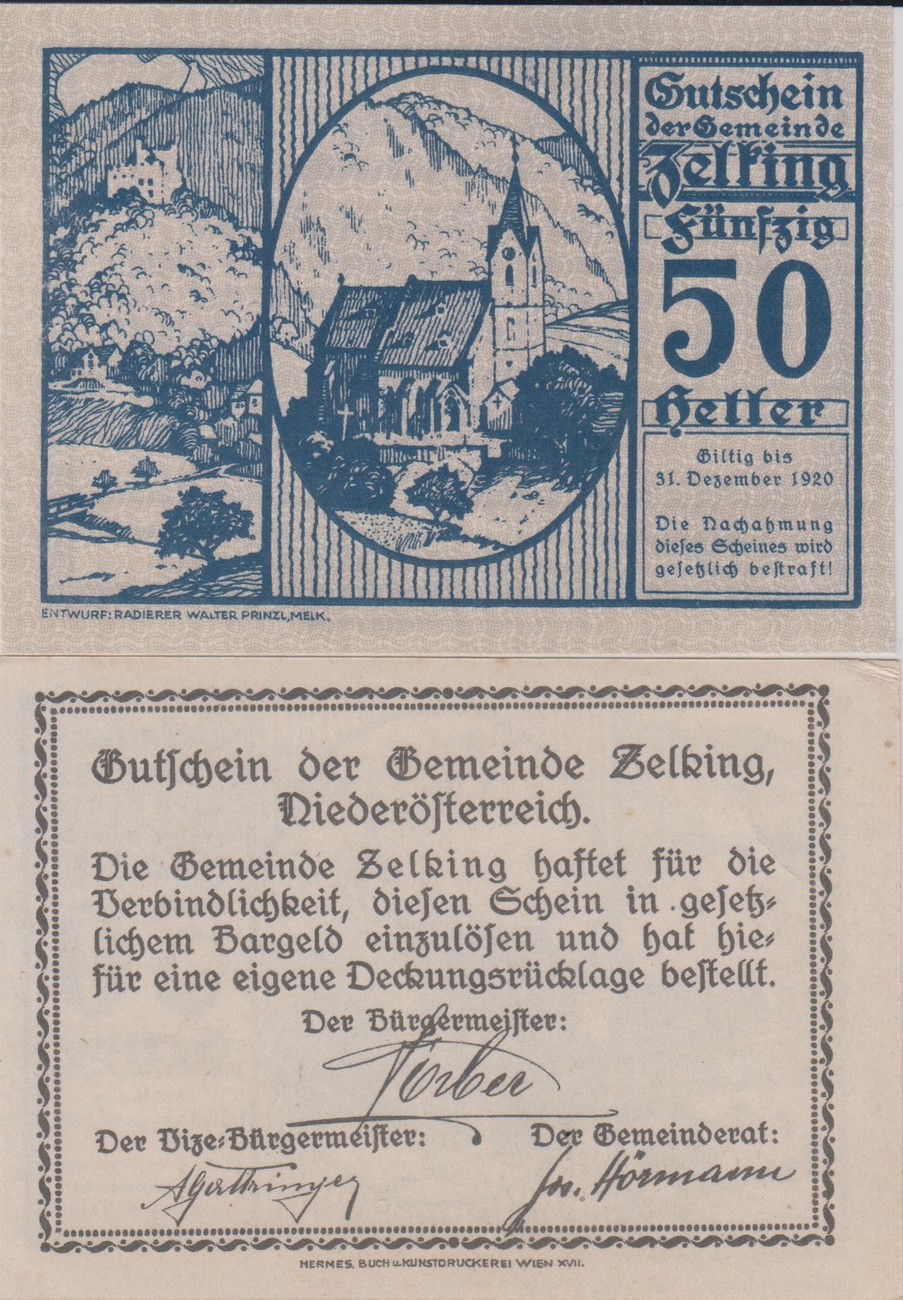 Gutschein
der Gemeinde
Zelking
Fünfzig
50
Heller
Giltig bis
31. Dezember 1920
Die Nachahmung
dieses Scheines wird
gesetzlich bestraft!
ENTWURF: RADIERER WALTER PRINZL, MELK.
Gutschein der Gemeinde Zelking,
Niederösterreich.
Die Gemeinde Zelking haftet für die
Verbindlichkeit, diesen Schein in gesetz-
lichem Bargeld einzulösen und hat hie-
für eine eigene Deckungsrücklage bestellt.
Der Bürgermeister:
Der Vize-Bürgermeister: Der Gemeinderat:
Jos. Hörmann
HERMES, BUCH u. KUNSTDRUCKEREI WIEN XVII.